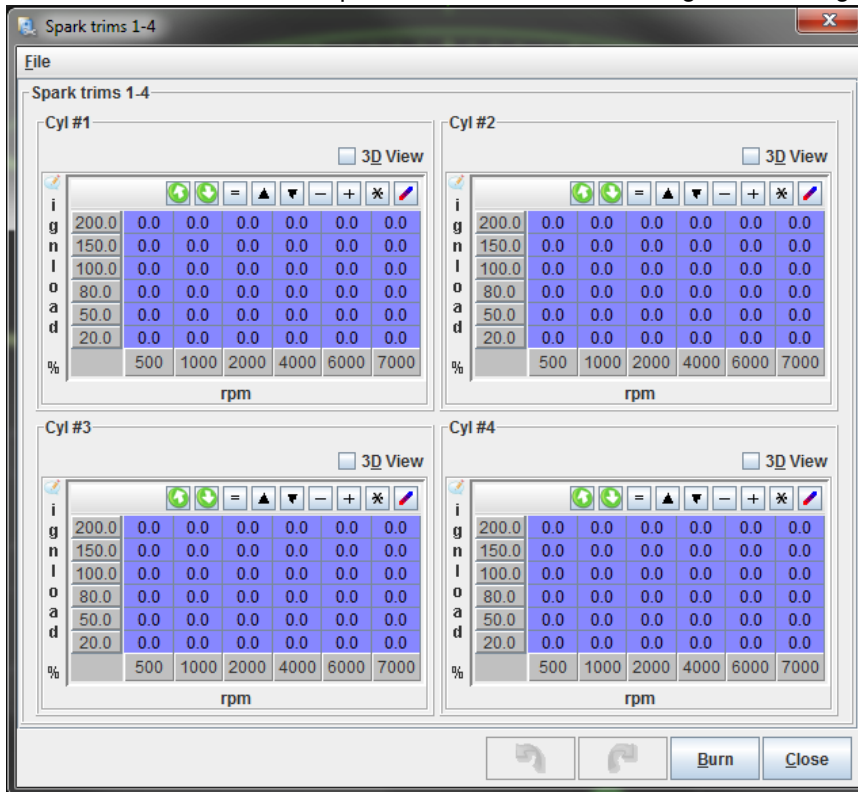 Spark trims 1-4
File
Spark trims 1-4
Cyl #1
3D View
= - + *
ignload
%
200.0 0.0 0.0 0.0 0.0 0.0 0.0
150.0 0.0 0.0 0.0 0.0 0.0 0.0
100.0 0.0 0.0 0.0 0.0 0.0 0.0
80.0 0.0 0.0 0.0 0.0 0.0 0.0
50.0 0.0 0.0 0.0 0.0 0.0 0.0
20.0 0.0 0.0 0.0 0.0 0.0 0.0
500 1000 2000 4000 6000 7000
rpm
Cyl #2
3D View
= - + *
ignload
%
200.0 0.0 0.0 0.0 0.0 0.0 0.0
150.0 0.0 0.0 0.0 0.0 0.0 0.0
100.0 0.0 0.0 0.0 0.0 0.0 0.0
80.0 0.0 0.0 0.0 0.0 0.0 0.0
50.0 0.0 0.0 0.0 0.0 0.0 0.0
20.0 0.0 0.0 0.0 0.0 0.0 0.0
500 1000 2000 4000 6000 7000
rpm
Cyl #3
3D View
= - + *
ignload
%
200.0 0.0 0.0 0.0 0.0 0.0 0.0
150.0 0.0 0.0 0.0 0.0 0.0 0.0
100.0 0.0 0.0 0.0 0.0 0.0 0.0
80.0 0.0 0.0 0.0 0.0 0.0 0.0
50.0 0.0 0.0 0.0 0.0 0.0 0.0
20.0 0.0 0.0 0.0 0.0 0.0 0.0
500 1000 2000 4000 6000 7000
rpm
Cyl #4
3D View
= - + *
ignload
%
200.0 0.0 0.0 0.0 0.0 0.0 0.0
150.0 0.0 0.0 0.0 0.0 0.0 0.0
100.0 0.0 0.0 0.0 0.0 0.0 0.0
80.0 0.0 0.0 0.0 0.0 0.0 0.0
50.0 0.0 0.0 0.0 0.0 0.0 0.0
20.0 0.0 0.0 0.0 0.0 0.0 0.0
500 1000 2000 4000 6000 7000
rpm
Burn Close